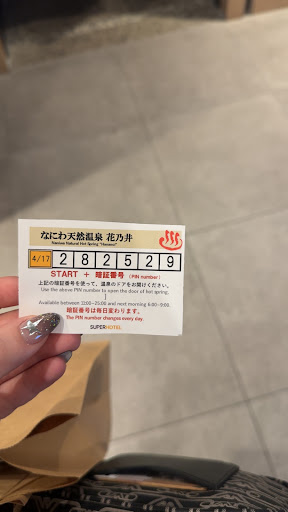 なにわ天然温泉 花乃井
Naniwa Natural Hot Spring "Hananoi"
4/17 2 8 2 5 2 9
START + 暗証番号 (PIN number)
上記の暗証番号を使って、温泉のドアをお開けください。
Use the above PIN number to open the door of hot spring.
Available between 15:00~25:00 and next morning 6:00~9:00.
暗証番号は毎日変わります。
The PIN number changes every day.
SUPERHOTEL